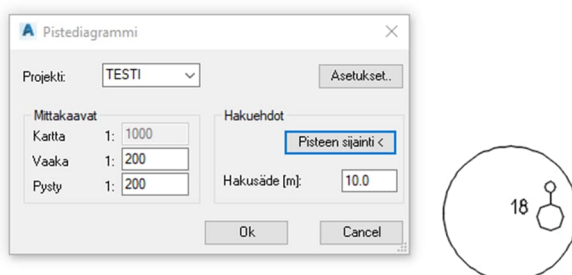 Pistediagrammi
Projekti: TESTI Asetukset..
Mittakaavat
Kartta 1: 1000
Vaaka 1: 200
Pysty 1: 200
Hakuehdot
Pisteen sijainti <
Hakusäde [m]: 10.0
Ok Cancel
18